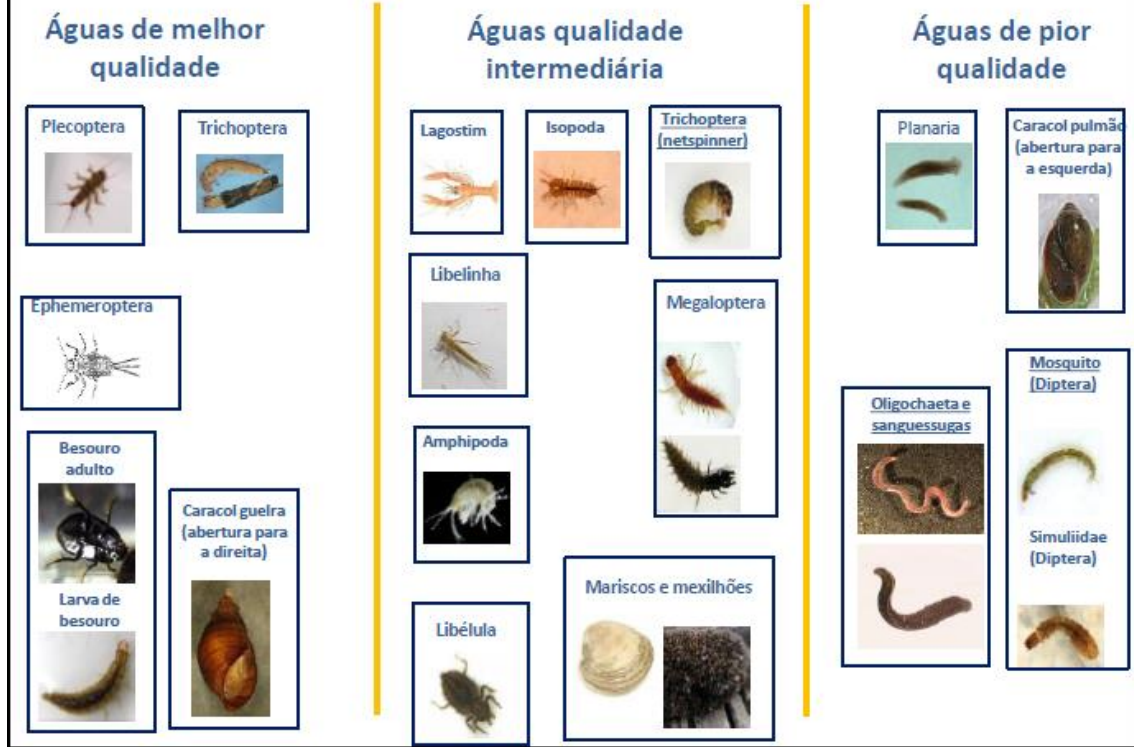 Águas de melhor
qualidade
Plecoptera
Trichoptera
Ephemeroptera
Besouro
adulto
Larva de
besouro
Caracol guelra
(abertura para
a direita)
Águas qualidade
intermediária
Lagostim
Isopoda
Trichoptera
(netspinner)
Libelinha
Megaloptera
Amphipoda
Libélula
Mariscos e mexilhões
Águas de pior
qualidade
Planaria
Caracol pulmão
(abertura para
a esquerda)
Oligochaeta e
sanguessugas
Mosquito
(Diptera)
Simuliidae
(Diptera)